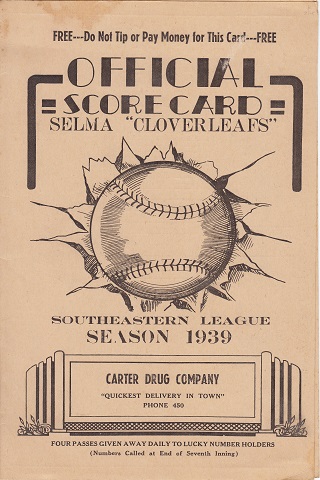 FREE---Do Not Tip or Pay Money for This Card---FREE
OFFICIAL
SCORE CARD
SELMA "CLOVERLEAFS"
SOUTHEASTERN LEAGUE
SEASON 1939
CARTER DRUG COMPANY
"QUICKEST DELIVERY IN TOWN"
PHONE 450
FOUR PASSES GIVEN AWAY DAILY TO LUCKY NUMBER HOLDERS
(Numbers Called at End of Seventh Inning)